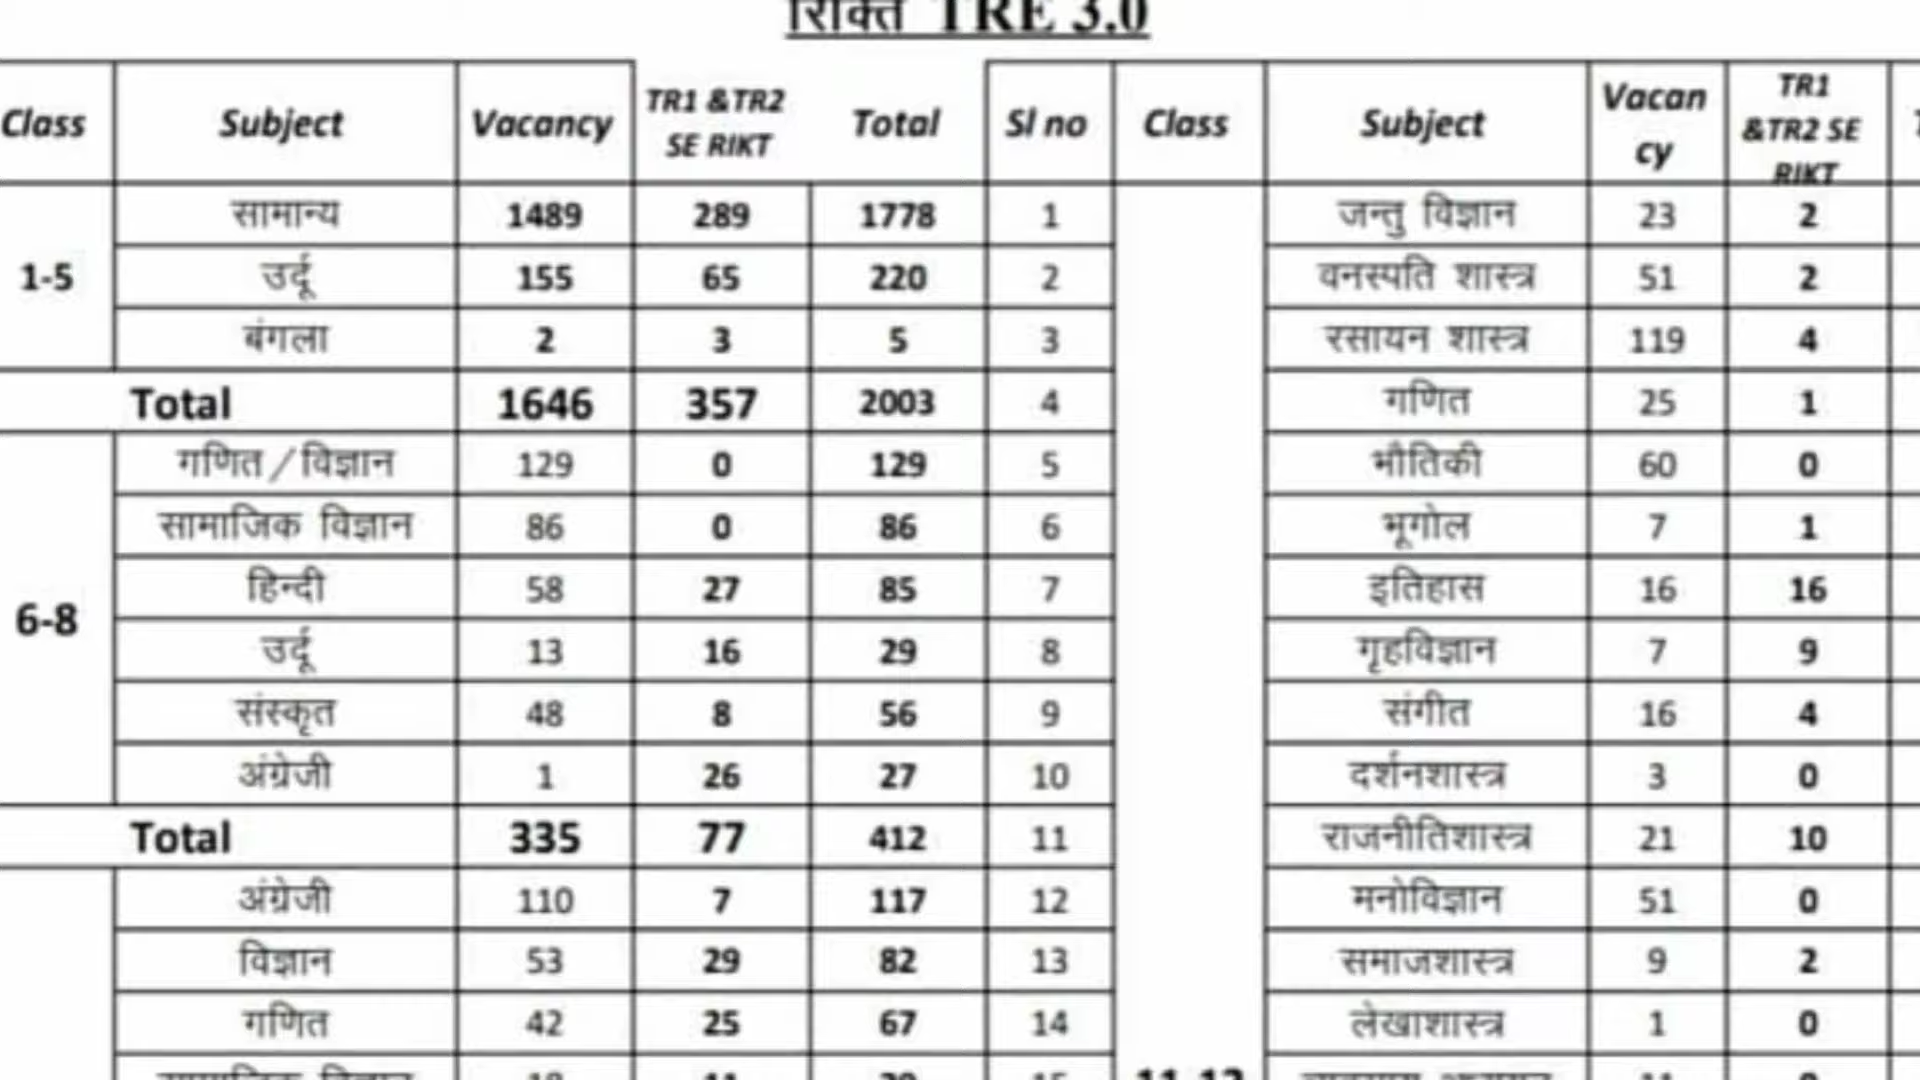 रिक्ति TRE 3.0
Class Subject Vacancy TR1 &TR2 SE RIKT Total Sl no Class Subject Vacan cy TR1 &TR2 SE RIKT
1-5 सामान्य 1489 289 1778 1 जन्तु विज्ञान 23 2
उर्दू 155 65 220 2 वनस्पति शास्त्र 51 2
बंगला 2 3 5 3 रसायन शास्त्र 119 4
Total 1646 357 2003 4 गणित 25 1
6-8 गणित/विज्ञान 129 0 129 5 भौतिकी 60 0
सामाजिक विज्ञान 86 0 86 6 भूगोल 7 1
हिन्दी 58 27 85 7 इतिहास 16 16
उर्दू 13 16 29 8 गृहविज्ञान 7 9
संस्कृत 48 8 56 9 संगीत 16 4
अंग्रेजी 1 26 27 10 दर्शनशास्त्र 3 0
Total 335 77 412 11 राजनीतिशास्त्र 21 10
अंग्रेजी 110 7 117 12 मनोविज्ञान 51 0
विज्ञान 53 29 82 13 समाजशास्त्र 9 2
गणित 42 25 67 14 लेखाशास्त्र 1 0
सामाजिक विज्ञान 11-12